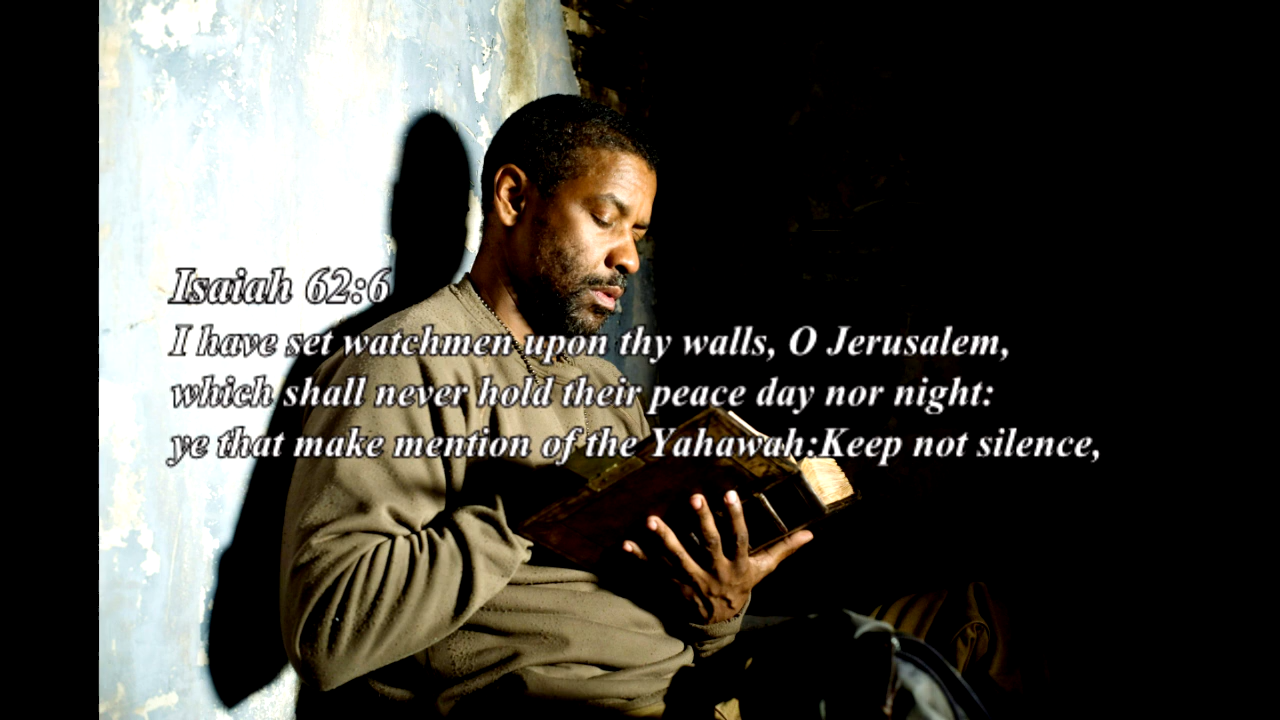 Isaiah 62:6
I have set watchmen upon thy walls, O Jerusalem,
which shall never hold their peace day nor night:
ye that make mention of the Yahawah:Keep not silence,